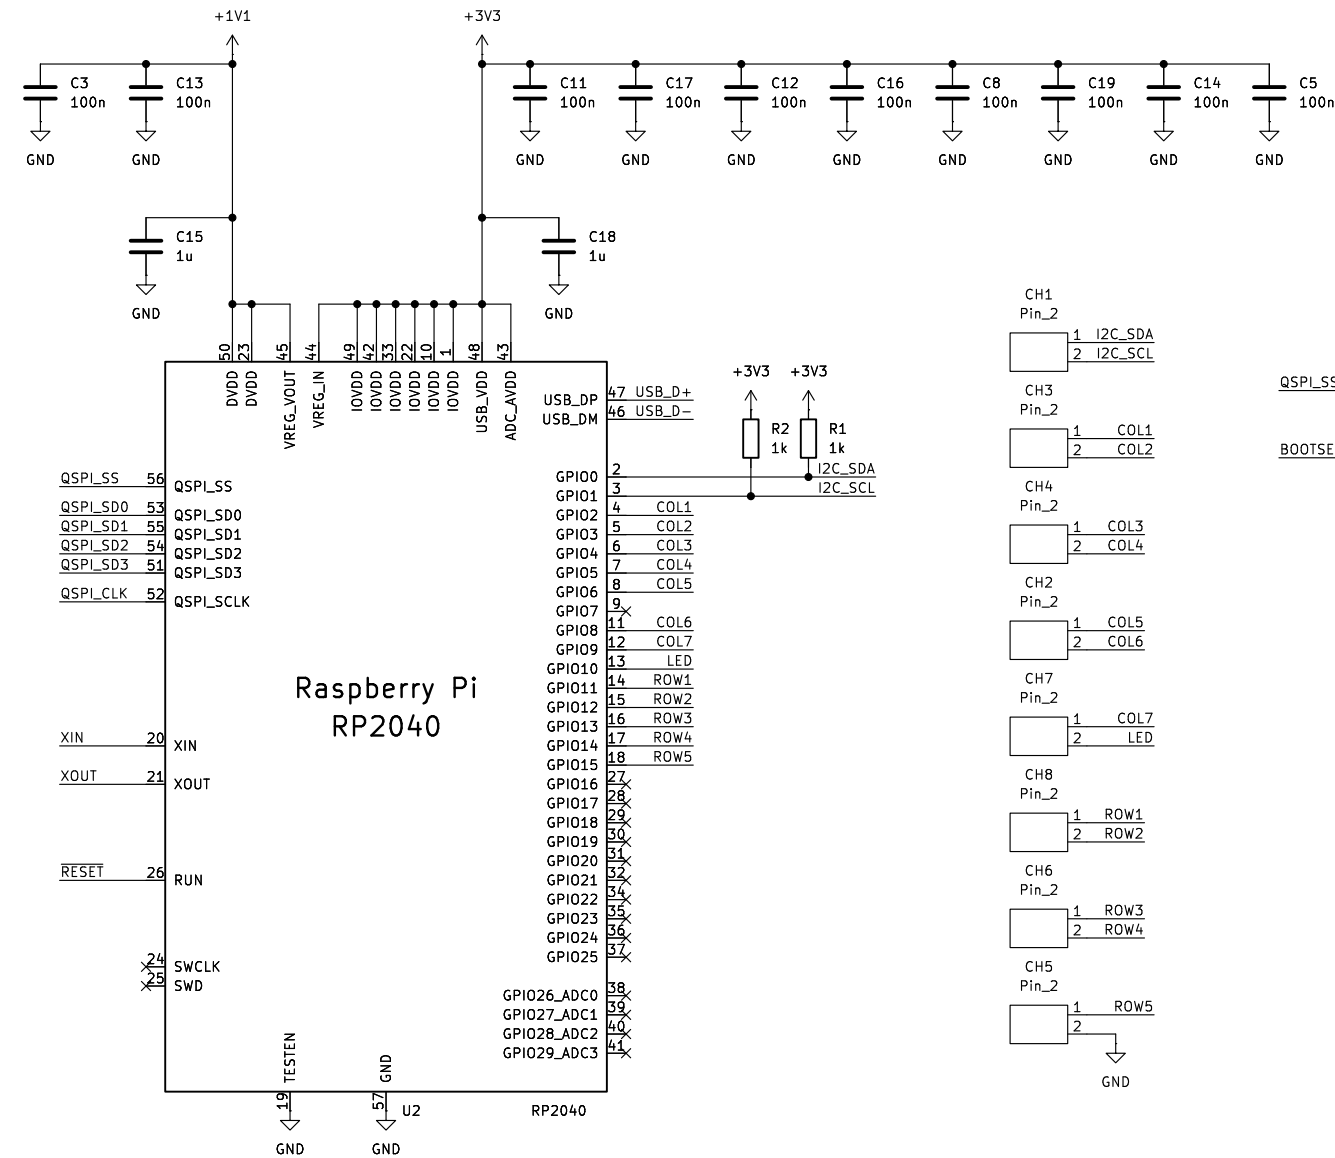 +1V1
+3V3
C3
100n
GND
C13
100n
GND
C11
100n
GND
C17
100n
GND
C12
100n
GND
C16
100n
GND
C8
100n
GND
C19
100n
GND
C14
100n
GND
C5
100n
GND
C15
1u
GND
C18
1u
GND
50 DVDD
23 DVDD
45 VREG_VOUT
44 VREG_IN
49 IOVDD
42 IOVDD
33 IOVDD
22 IOVDD
10 IOVDD
1 IOVDD
48 USB_VDD
43 ADC_AVDD
QSPI_SS 56 QSPI_SS
QSPI_SD0 53 QSPI_SD0
QSPI_SD1 55 QSPI_SD1
QSPI_SD2 54 QSPI_SD2
QSPI_SD3 51 QSPI_SD3
QSPI_CLK 52 QSPI_SCLK
XIN 20 XIN
XOUT 21 XOUT
RESET 26 RUN
24 SWCLK
25 SWD
Raspberry Pi
RP2040
USB_DP 47 USB_D+
USB_DM 46 USB_D-
+3V3
+3V3
R2
1k
R1
1k
GPIO0 2 I2C_SDA
GPIO1 3 I2C_SCL
GPIO2 4 COL1
GPIO3 5 COL2
GPIO4 6 COL3
GPIO5 7 COL4
GPIO6 8 COL5
GPIO7 9
GPIO8 11 COL6
GPIO9 12 COL7
GPIO10 13 LED
GPIO11 14 ROW1
GPIO12 15 ROW2
GPIO13 16 ROW3
GPIO14 17 ROW4
GPIO15 18 ROW5
GPIO16 27
GPIO17 28
GPIO18 29
GPIO19 30
GPIO20 31
GPIO21 32
GPIO22 34
GPIO23 35
GPIO24 36
GPIO25 37
GPIO26_ADC0 38
GPIO27_ADC1 39
GPIO28_ADC2 40
GPIO29_ADC3 41
TESTEN 19
GND
GND 57
GND
U2
RP2040
CH1
Pin_2
1 I2C_SDA
2 I2C_SCL
CH3
Pin_2
1 COL1
2 COL2
CH4
Pin_2
1 COL3
2 COL4
CH2
Pin_2
1 COL5
2 COL6
CH7
Pin_2
1 COL7
2 LED
CH8
Pin_2
1 ROW1
2 ROW2
CH6
Pin_2
1 ROW3
2 ROW4
CH5
Pin_2
1 ROW5
2
GND
QSPI_SS
BOOTSE